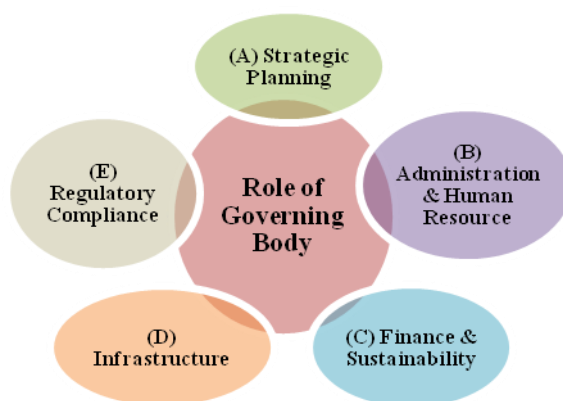 (A) Strategic
Planning
(B)
Administration
& Human
Resource
(C) Finance &
Sustainability
(D)
Infrastructure
(E)
Regulatory
Compliance
Role of
Governing
Body